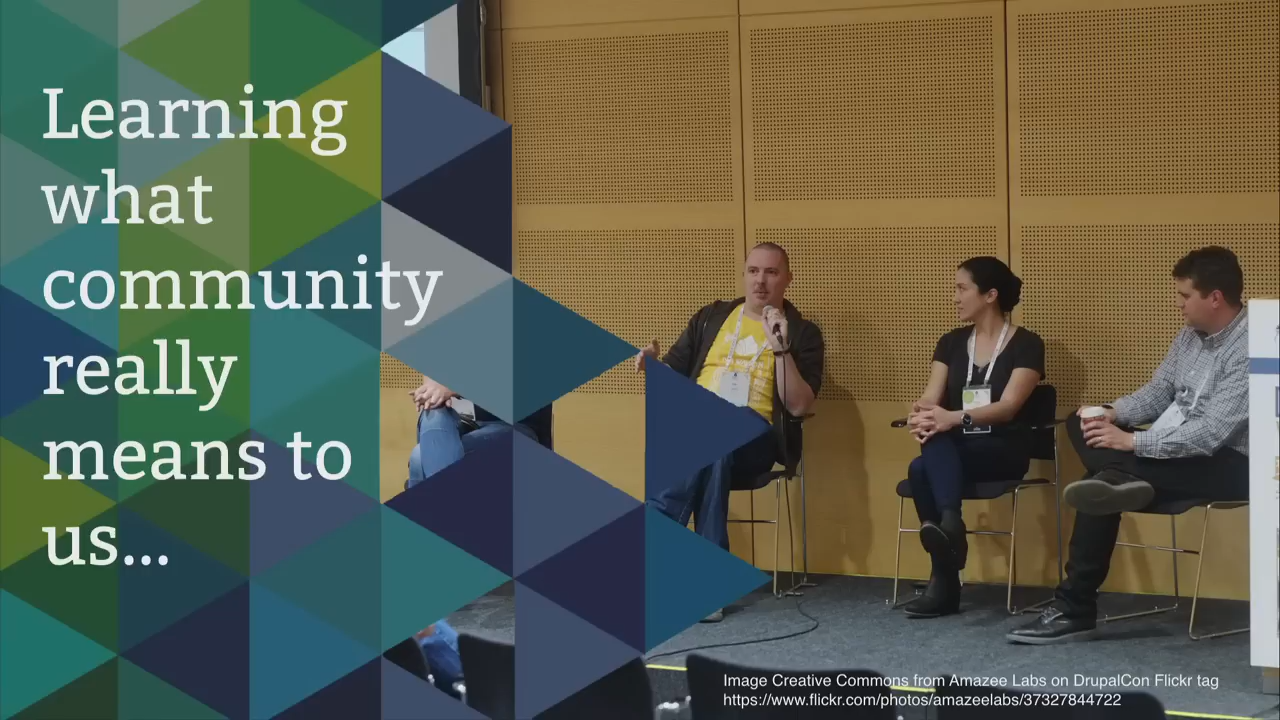 Learning
what
community
really
means to
us...
Image Creative Commons from Amazee Labs on DrupalCon Flickr tag
https://www.flickr.com/photos/amazeelabs/37327844722